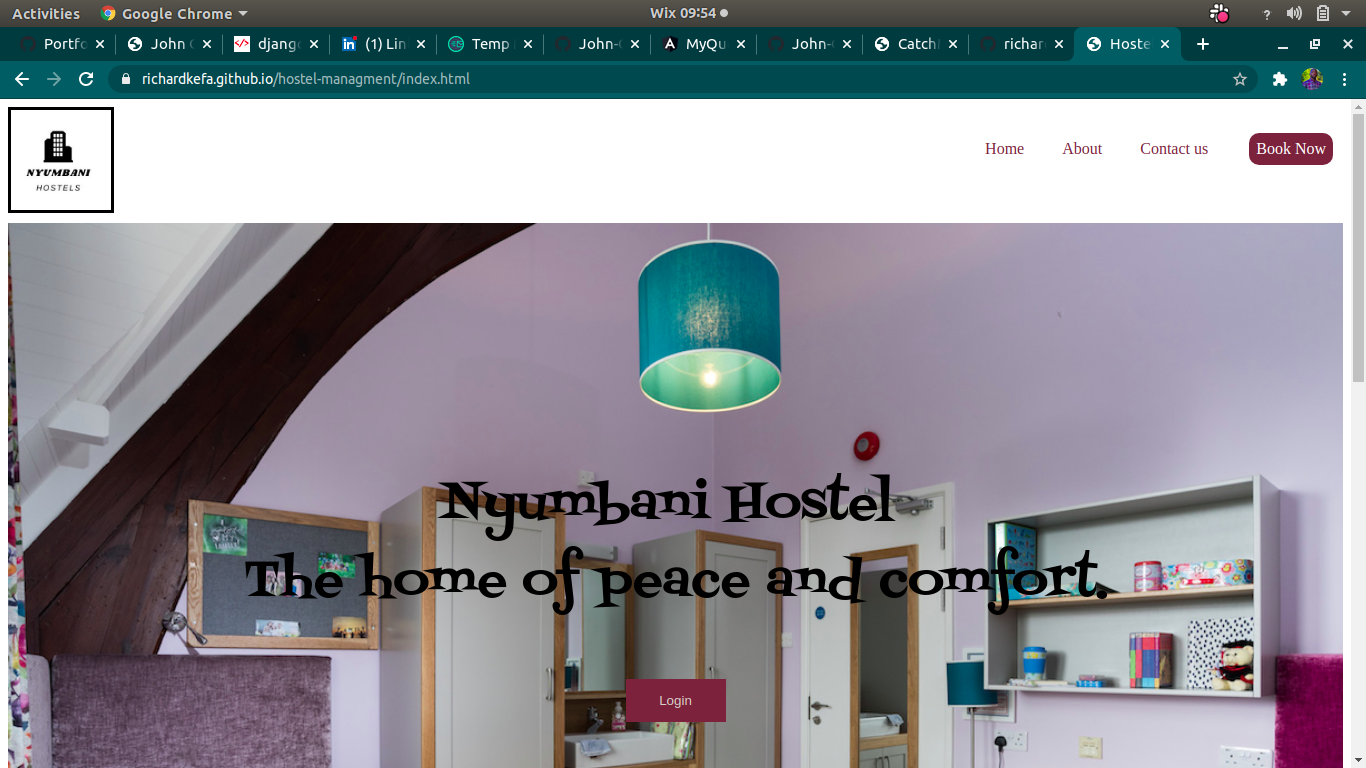 Activities Google Chrome Wix 09:54 ?
Portfo John djang (1) Lin Temp John- MyQu John- Catch richar Hoste
richardkefa.github.io/hostel-managment/index.html
NYUMBANI
HOSTELS
Home About Contact us Book Now
Nyumbani Hostel
The home of peace and comfort.
Login